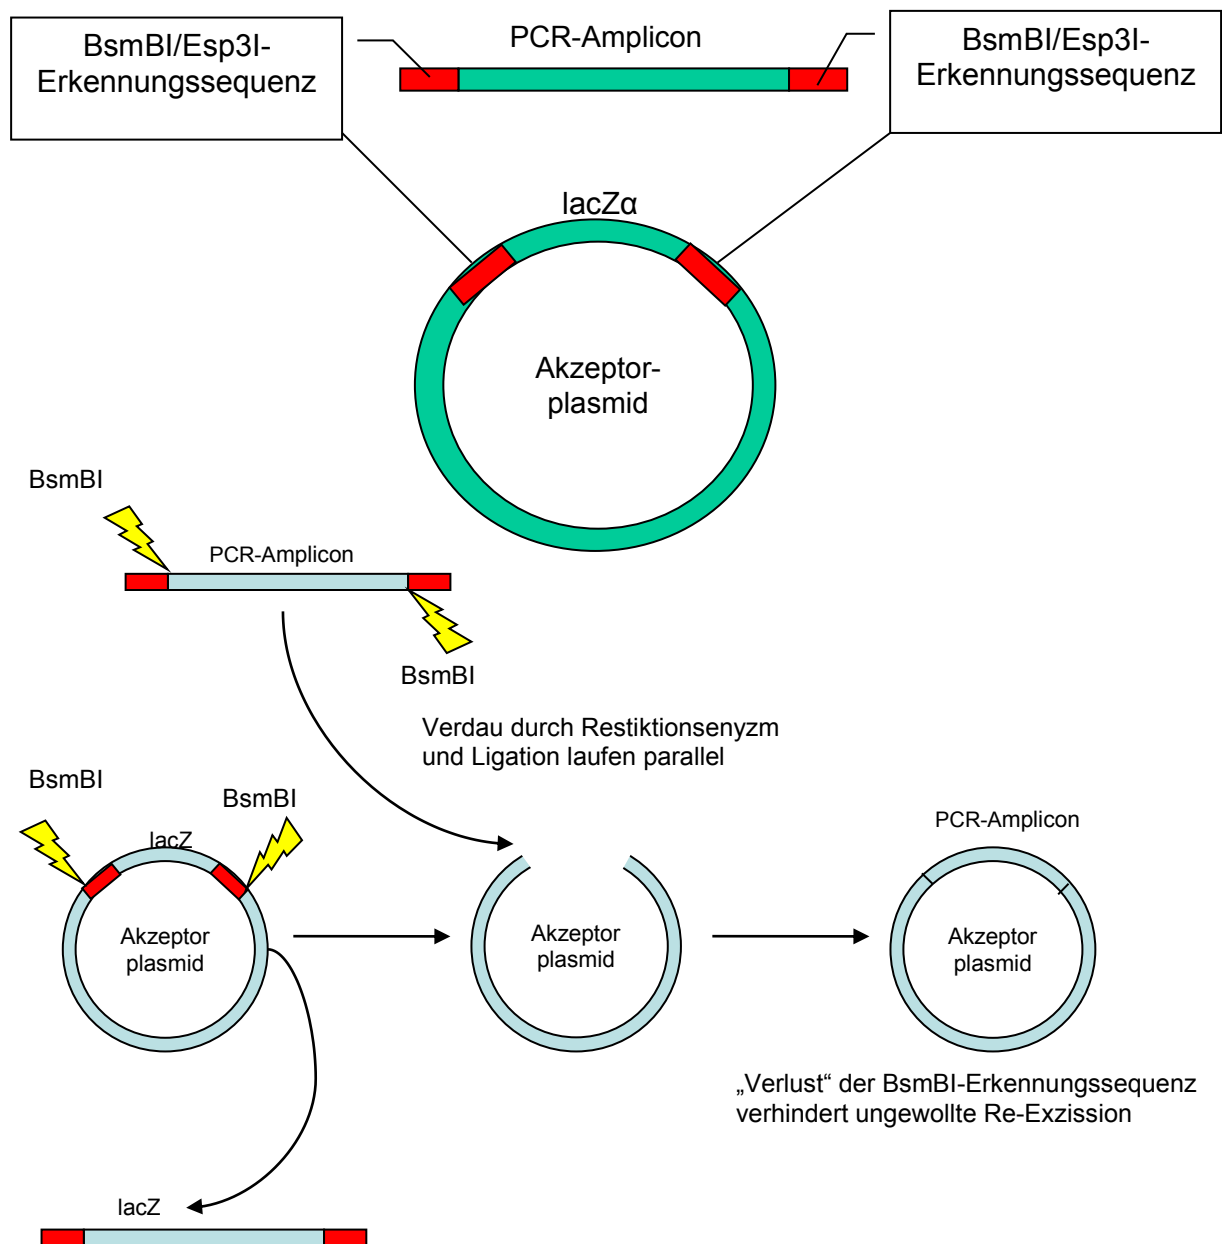 BsmBI/Esp3I-
Erkennungssequenz
PCR-Amplicon
BsmBI/Esp3I-
Erkennungssequenz
lacZα
Akzeptor-
plasmid
BsmBI
PCR-Amplicon
BsmBI
Verdau durch Restiktionsenyzm
und Ligation laufen parallel
BsmBI
BsmBI
lacZ
Akzeptor
plasmid
Akzeptor
plasmid
PCR-Amplicon
Akzeptor
plasmid
„Verlust“ der BsmBI-Erkennungssequenz
verhindert ungewollte Re-Exzission
lacZ